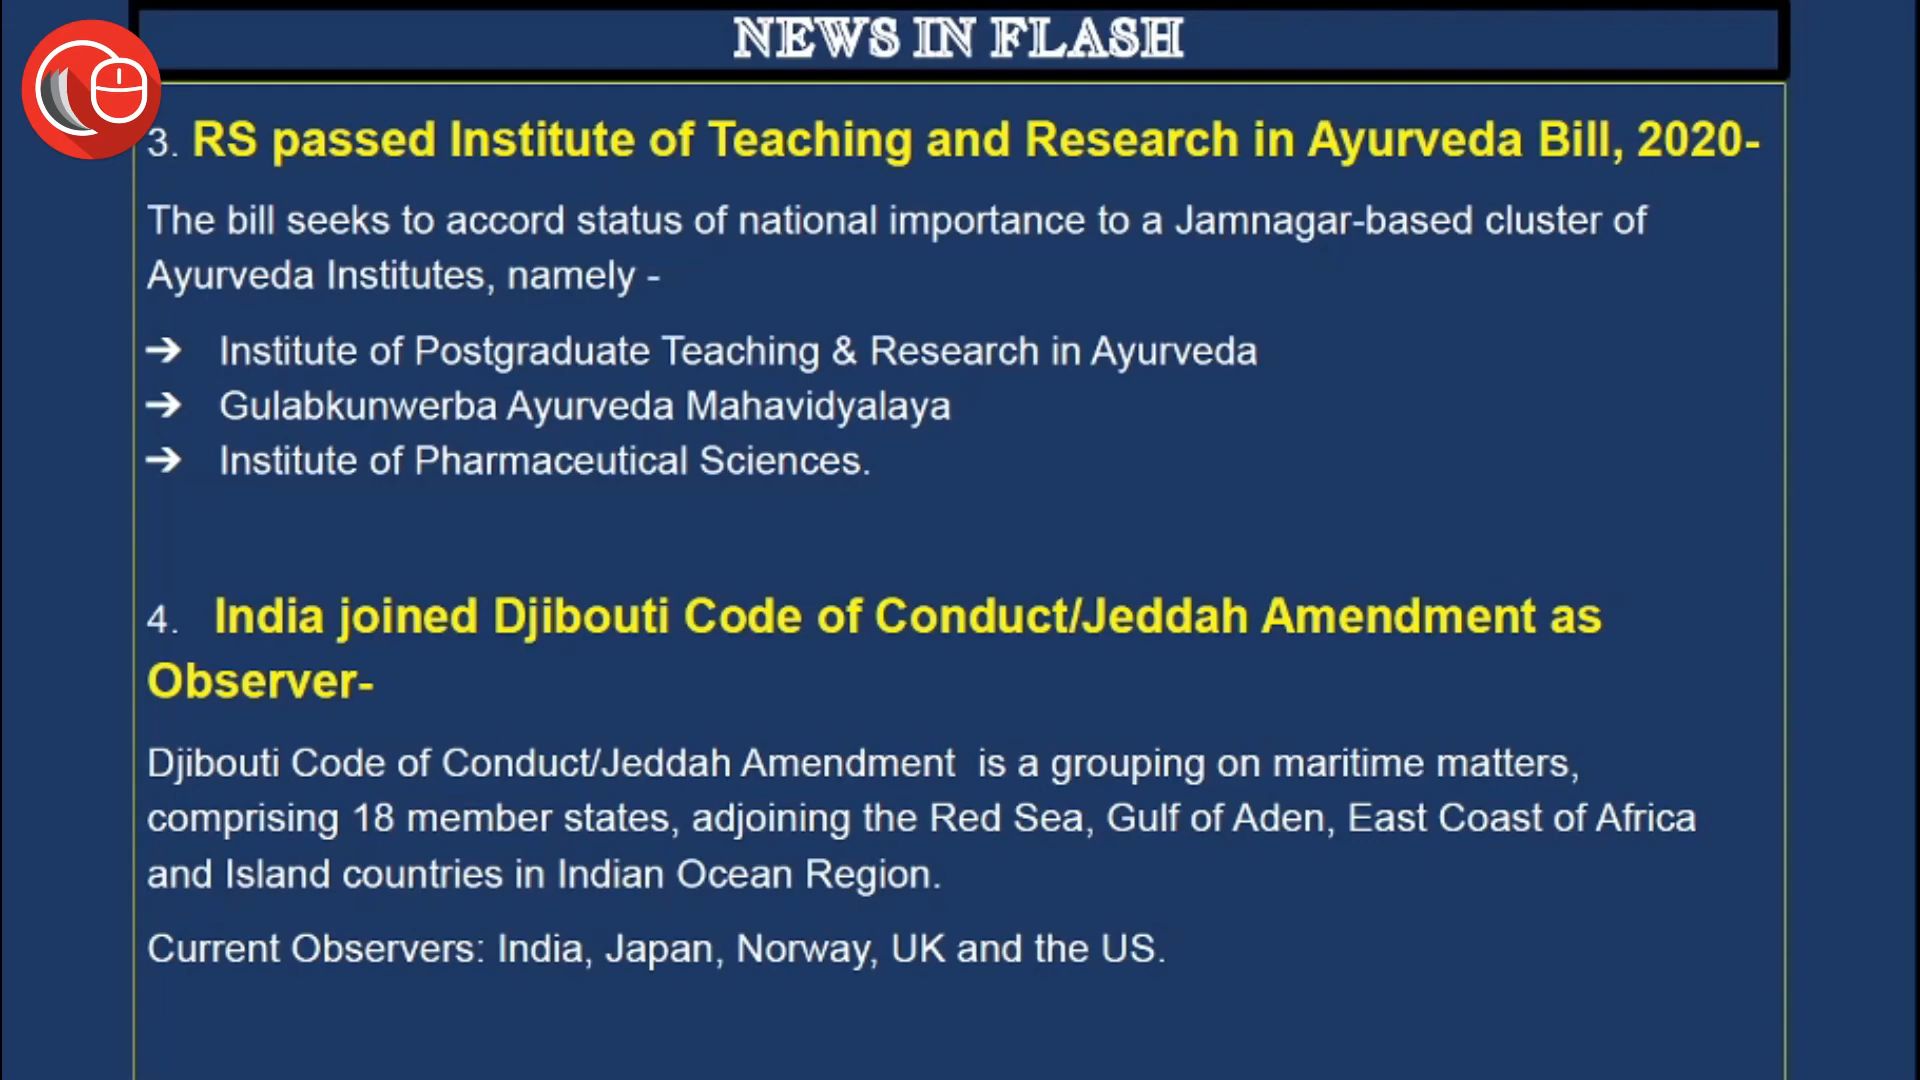 NEWS IN FLASH
3. RS passed Institute of Teaching and Research in Ayurveda Bill, 2020-
The bill seeks to accord status of national importance to a Jamnagar-based cluster of
Ayurveda Institutes, namely -
➔ Institute of Postgraduate Teaching & Research in Ayurveda
➔ Gulabkunwerba Ayurveda Mahavidyalaya
➔ Institute of Pharmaceutical Sciences.
4. India joined Djibouti Code of Conduct/Jeddah Amendment as
Observer-
Djibouti Code of Conduct/Jeddah Amendment is a grouping on maritime matters,
comprising 18 member states, adjoining the Red Sea, Gulf of Aden, East Coast of Africa
and Island countries in Indian Ocean Region.
Current Observers: India, Japan, Norway, UK and the US.